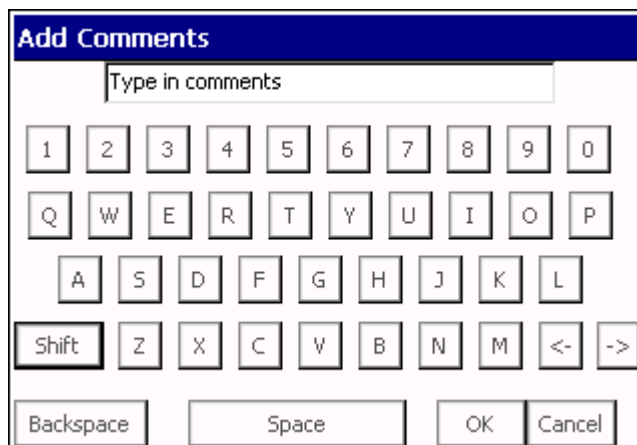 Add Comments
Type in comments
1 2 3 4 5 6 7 8 9 0
Q W E R T Y U I O P
A S D F G H J K L
Shift Z X C V B N M <- ->
Backspace Space OK Cancel